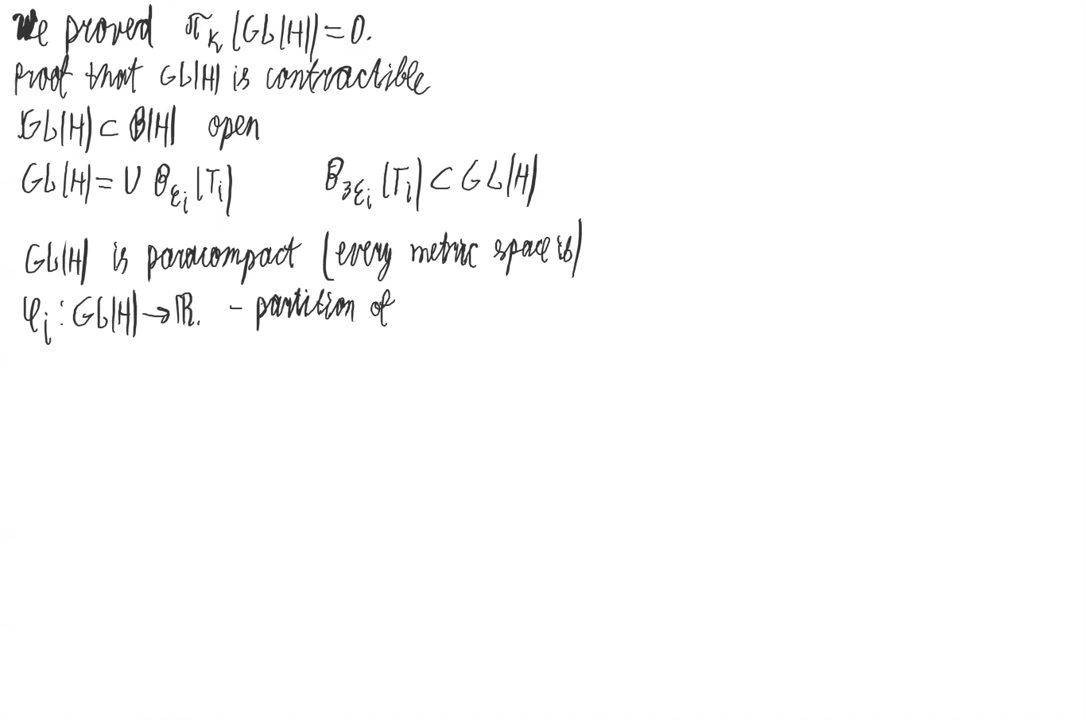 We proved π_k(GL(H)) = 0.
proof that GL(H) is contractible
GL(H) ⊂ B(H) open
GL(H) = ∪ B_{ε_i}(T_i) B_{3ε_i}(T_i) ⊂ GL(H)
GL(H) is paracompact (every metric space is)
φ_i : GL(H) → ℝ. - partition of